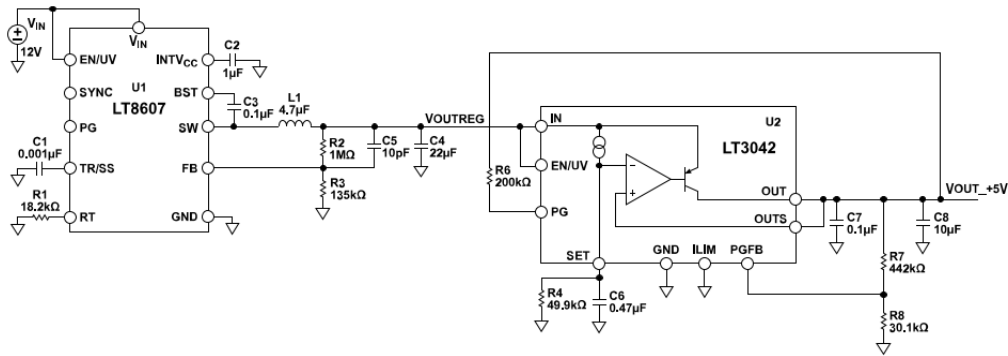 VIN
12V
VIN
EN/UV
INTVCC
C2
1µF
U1
LT8607
SYNC
BST
C3
0.1µF
L1
4.7µF
PG
SW
VOUTREG
C1
0.001µF
TR/SS
FB
R2
1MΩ
C5
10pF
C4
22µF
R3
135kΩ
R1
18.2kΩ
RT
GND
IN
U2
LT3042
EN/UV
R6
200kΩ
PG
OUT
VOUT_+5V
OUTS
C7
0.1µF
C8
10µF
SET
GND
ILIM
PGFB
R7
442kΩ
R4
49.9kΩ
C6
0.47µF
R8
30.1kΩ